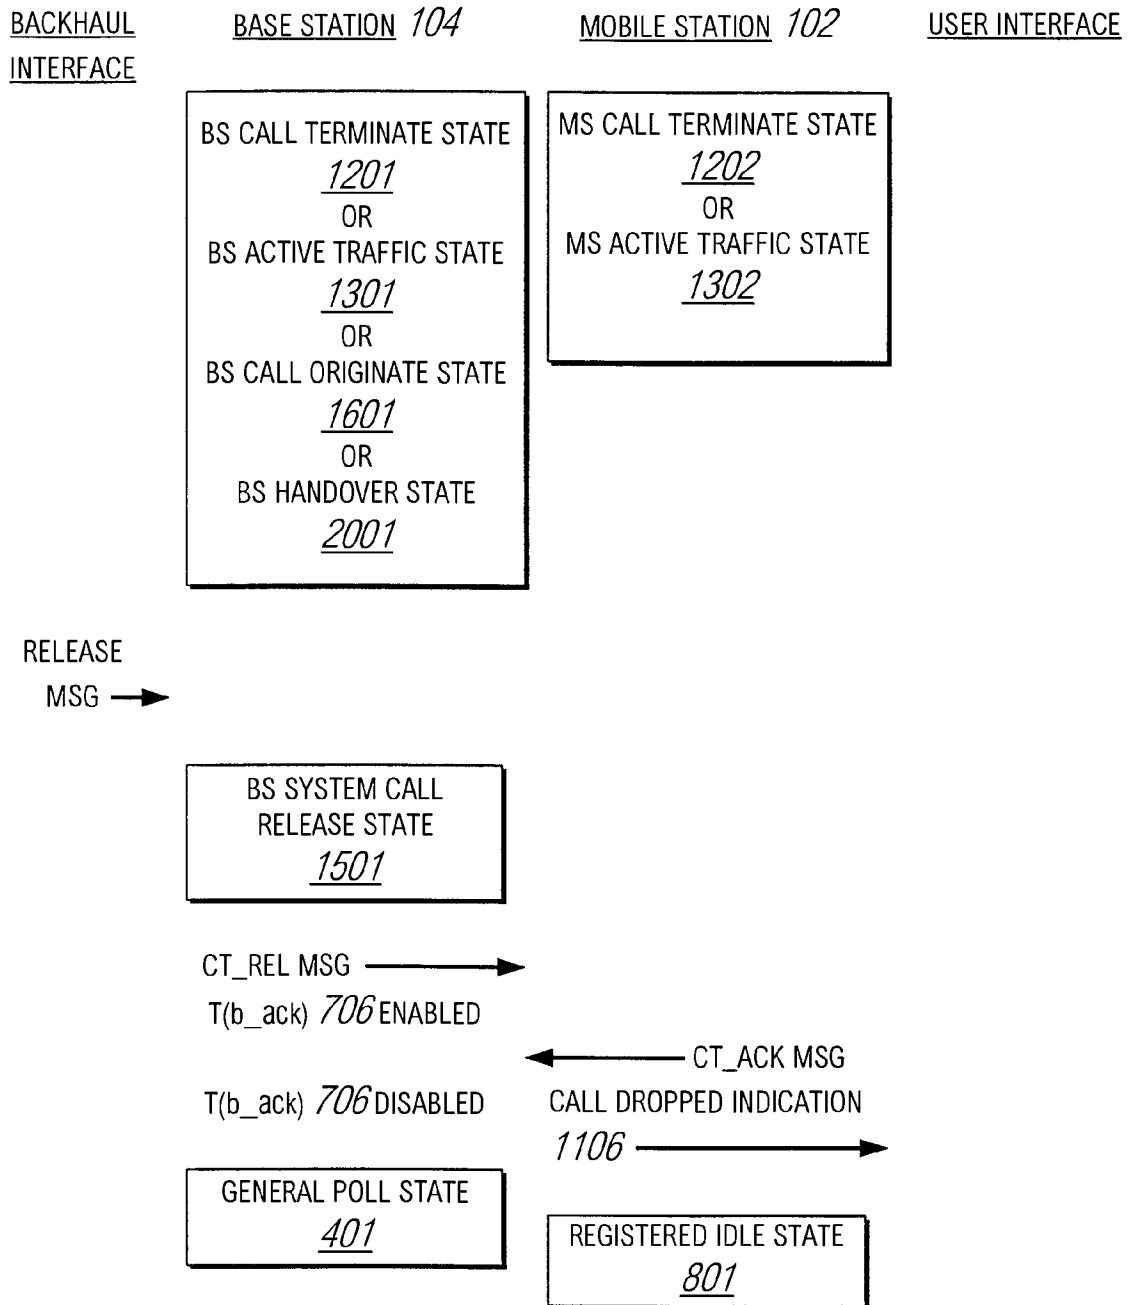 BACKHAUL INTERFACE
BASE STATION 104
MOBILE STATION 102
USER INTERFACE
BS CALL TERMINATE STATE
1201
OR
BS ACTIVE TRAFFIC STATE
1301
OR
BS CALL ORIGINATE STATE
1601
OR
BS HANDOVER STATE
2001
MS CALL TERMINATE STATE
1202
OR
MS ACTIVE TRAFFIC STATE
1302
RELEASE
MSG
BS SYSTEM CALL
RELEASE STATE
1501
CT_REL MSG
T(b_ack) 706 ENABLED
CT_ACK MSG
T(b_ack) 706 DISABLED
CALL DROPPED INDICATION
1106
GENERAL POLL STATE
401
REGISTERED IDLE STATE
801